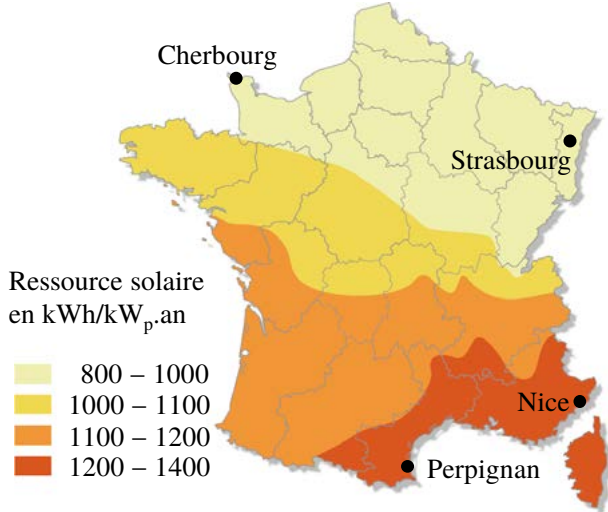 Cherbourg
Strasbourg
Ressource solaire
en kWh/kWp.an
800 – 1000
1000 – 1100
1100 – 1200
1200 – 1400
Nice
Perpignan